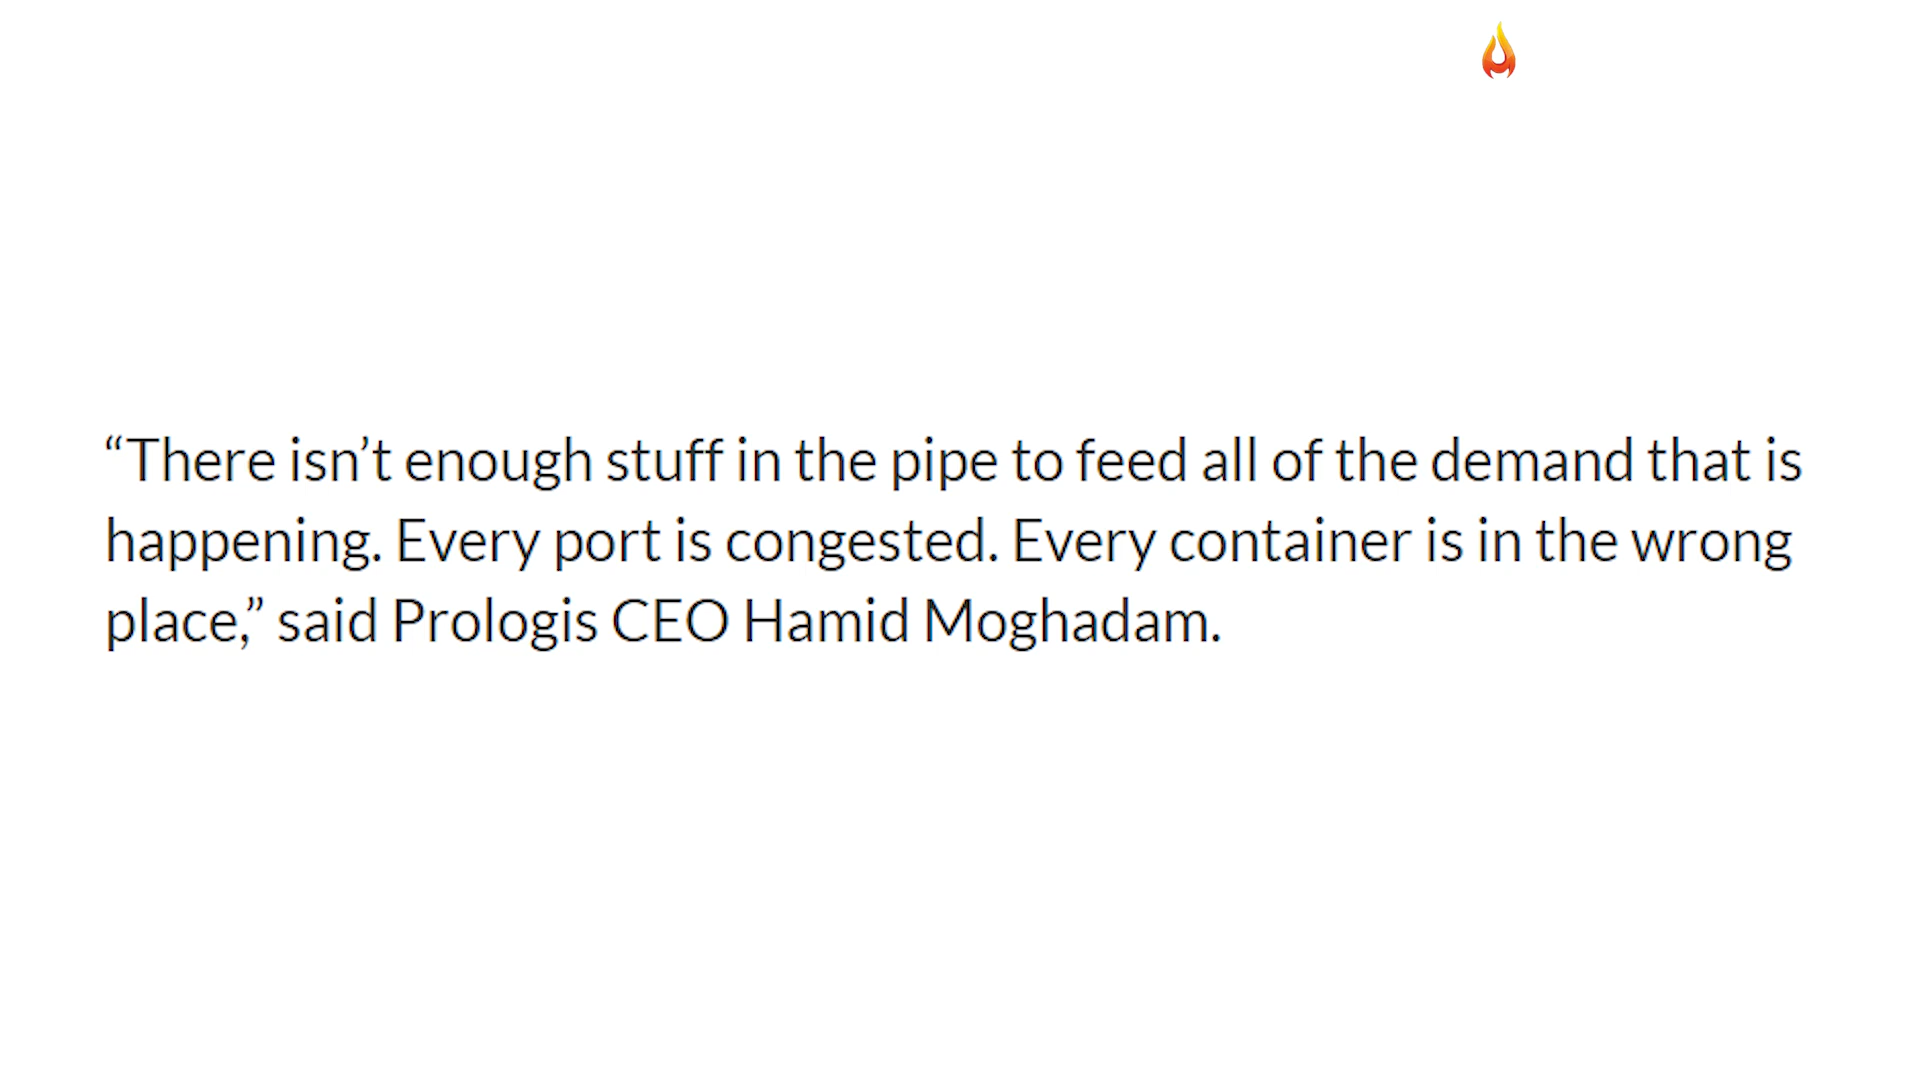 “There isn’t enough stuff in the pipe to feed all of the demand that is
happening. Every port is congested. Every container is in the wrong
place,” said Prologis CEO Hamid Moghadam.